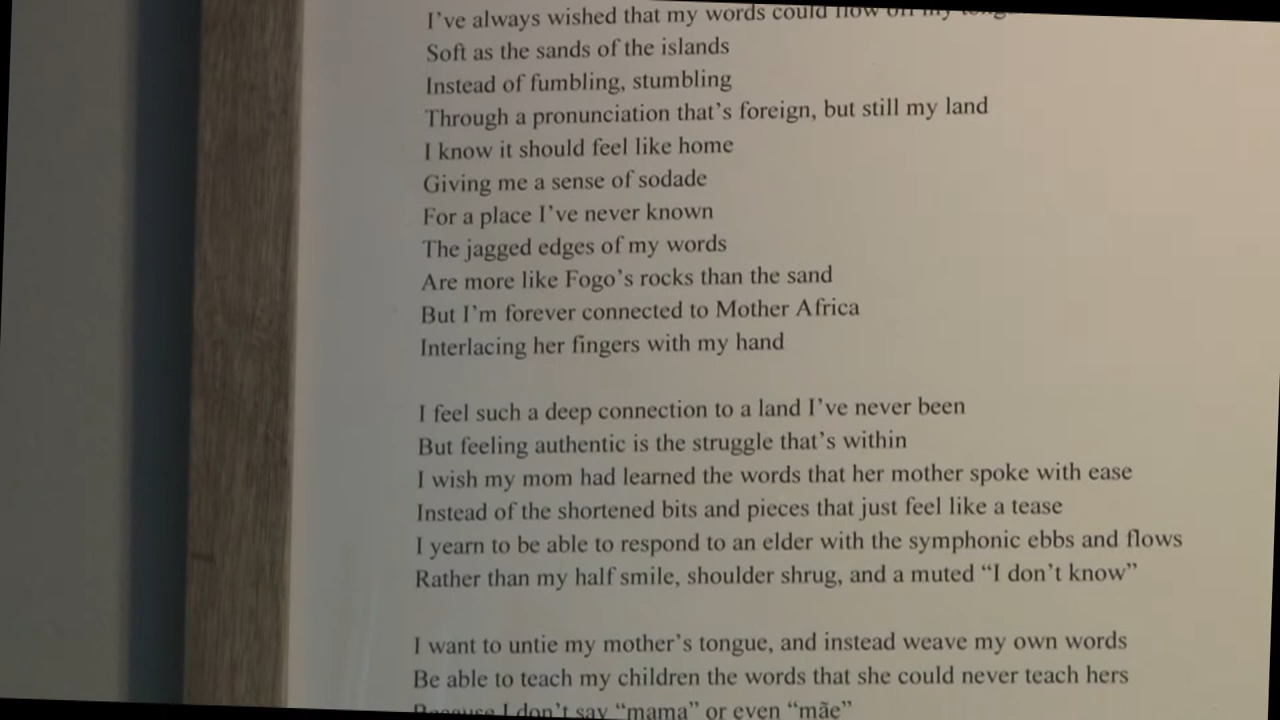 I've always wished that my words could flow off my
Soft as the sands of the islands
Instead of fumbling, stumbling
Through a pronunciation that's foreign, but still my land
I know it should feel like home
Giving me a sense of sodade
For a place I've never known
The jagged edges of my words
Are more like Fogo's rocks than the sand
But I'm forever connected to Mother Africa
Interlacing her fingers with my hand
I feel such a deep connection to a land I've never been
But feeling authentic is the struggle that's within
I wish my mom had learned the words that her mother spoke with ease
Instead of the shortened bits and pieces that just feel like a tease
I yearn to be able to respond to an elder with the symphonic ebbs and flows
Rather than my half smile, shoulder shrug, and a muted “I don't know”
I want to untie my mother's tongue, and instead weave my own words
Be able to teach my children the words that she could never teach hers
Because I don't say “mama” or even “mãe”